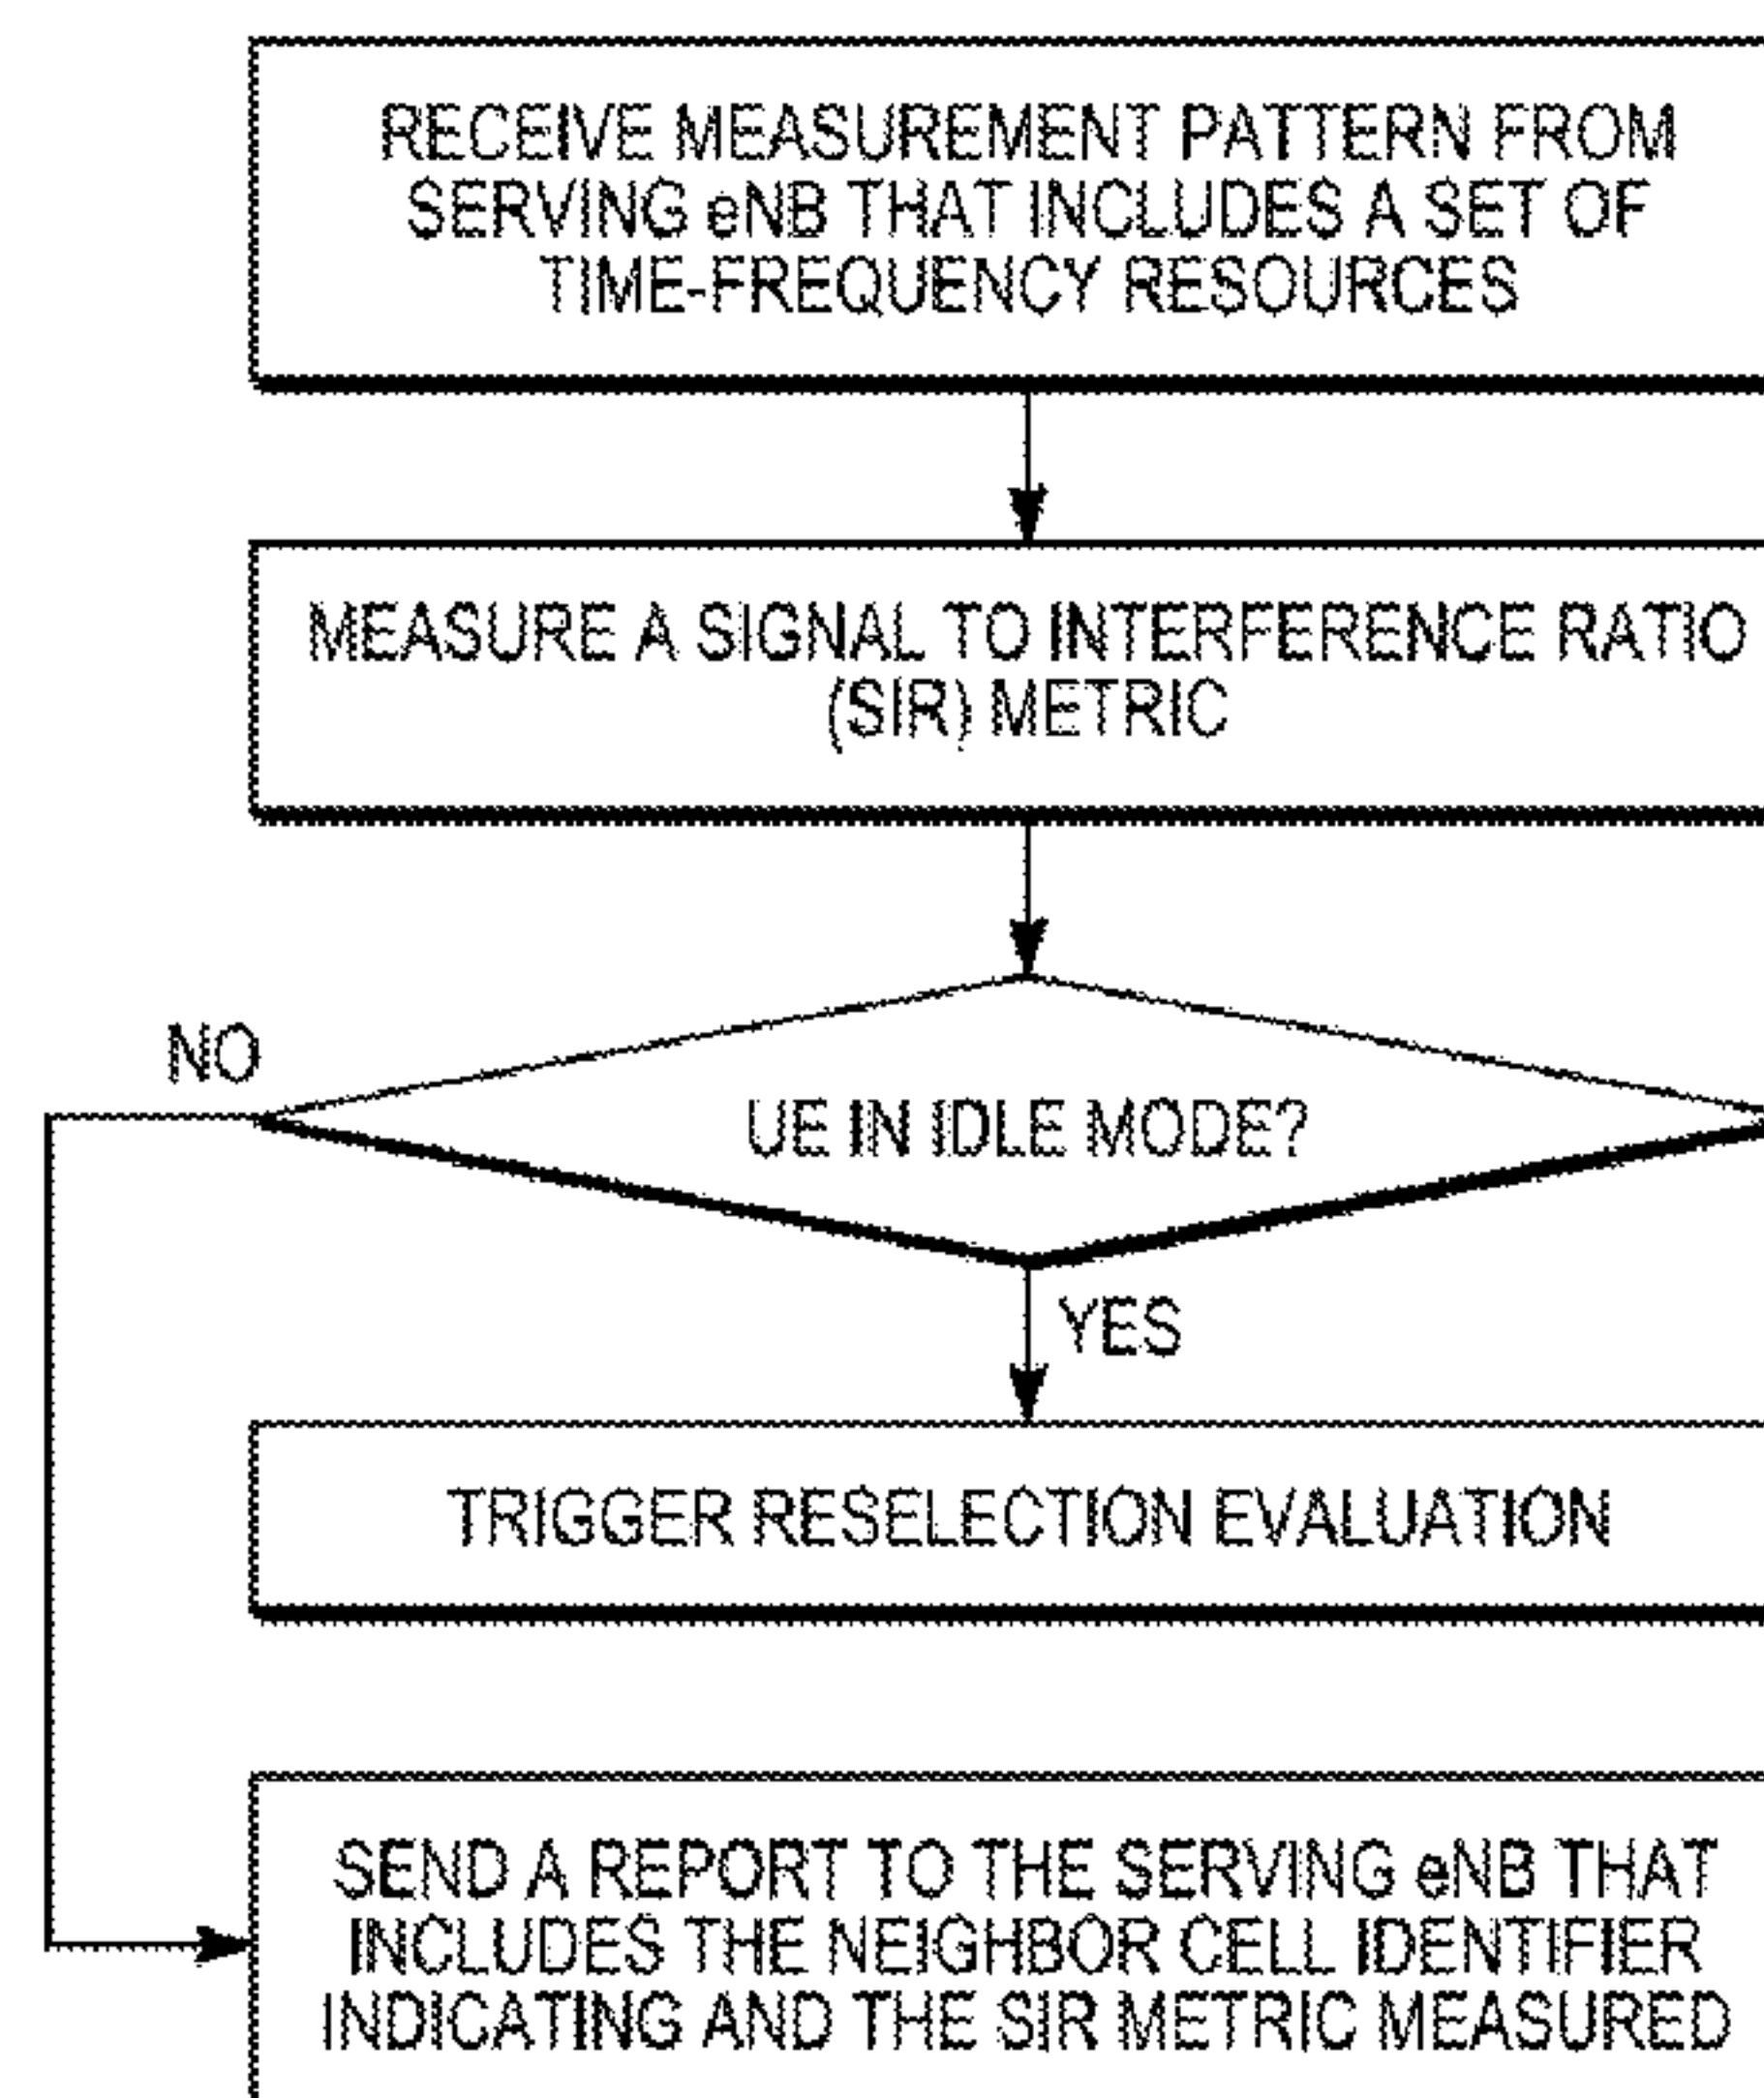 RECEIVE MEASUREMENT PATTERN FROM
SERVING eNB THAT INCLUDES A SET OF
TIME-FREQUENCY RESOURCES
MEASURE A SIGNAL TO INTERFERENCE RATIO
(SIR) METRIC
NO
UE IN IDLE MODE?
YES
TRIGGER RESELECTION EVALUATION
SEND A REPORT TO THE SERVING eNB THAT
INCLUDES THE NEIGHBOR CELL IDENTIFIER
INDICATING AND THE SIR METRIC MEASURED